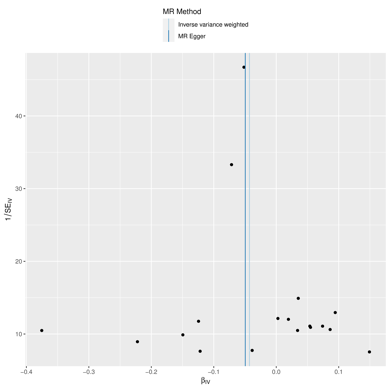 MR Method
Inverse variance weighted
MR Egger
1/SE_IV
40
30
20
10
−0.4 −0.3 −0.2 −0.1 0.0 0.1
β_IV